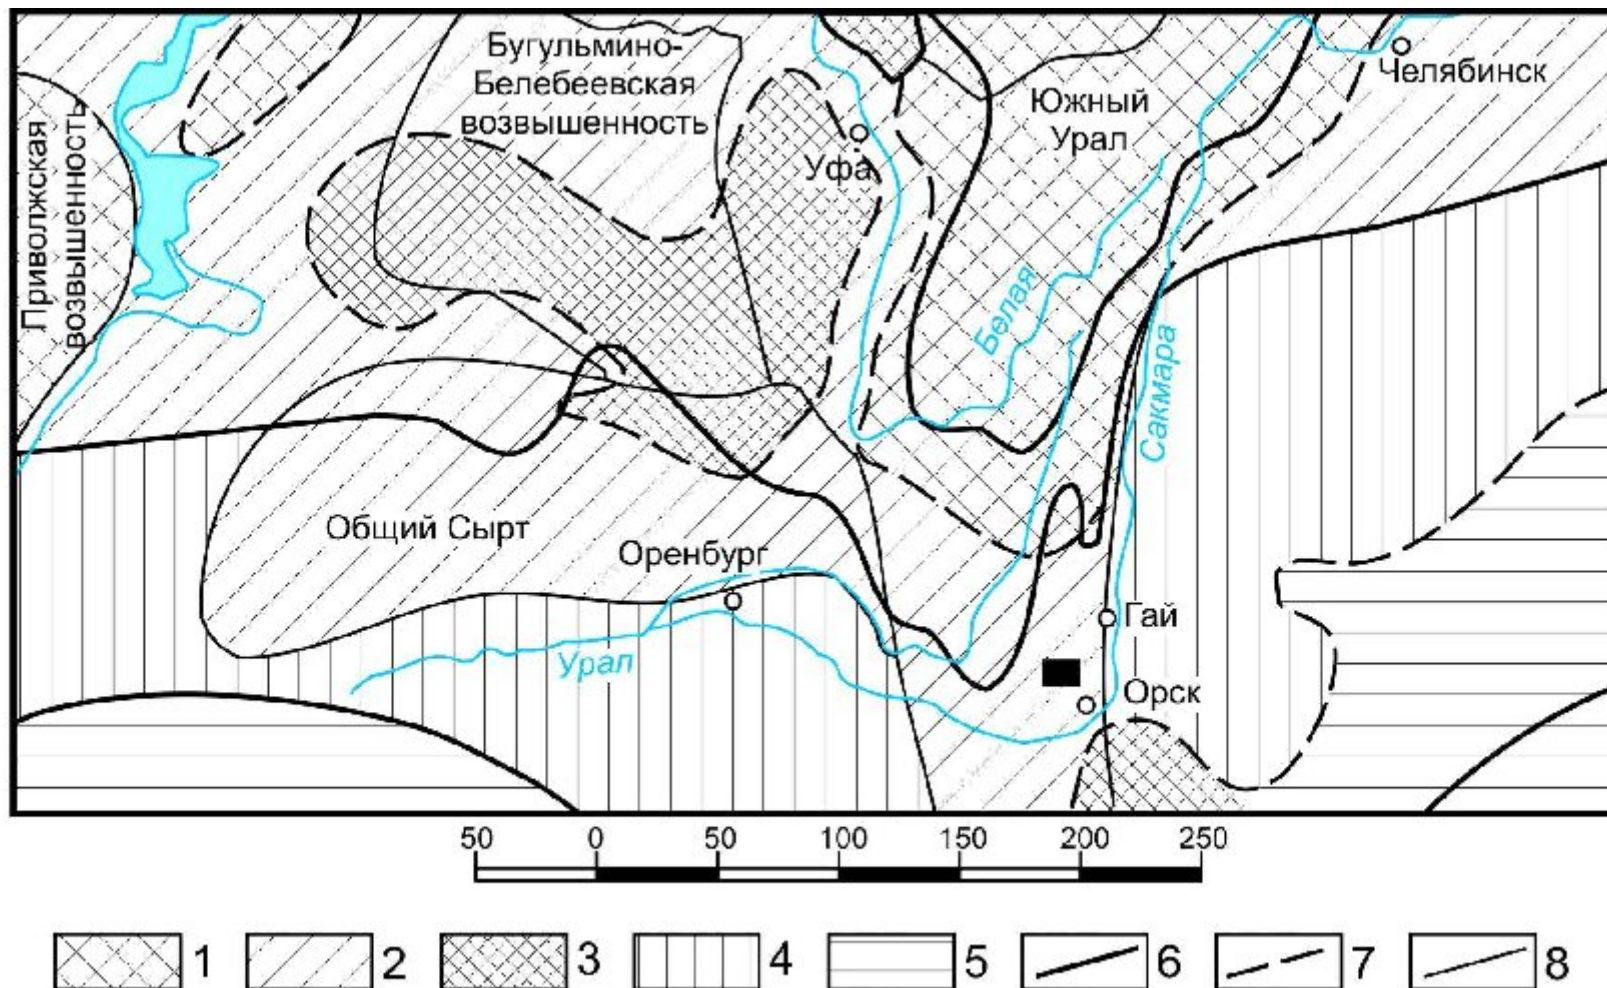 Бугульмино-
Белебеевская
возвышенность
Приволжская
возвышенность
Уфа
Южный
Урал
Челябинск
Белая
Сакмара
Общий Сырт
Оренбург
Урал
Гай
Орск
50 0 50 100 150 200 250
1 2 3 4 5 6 7 8